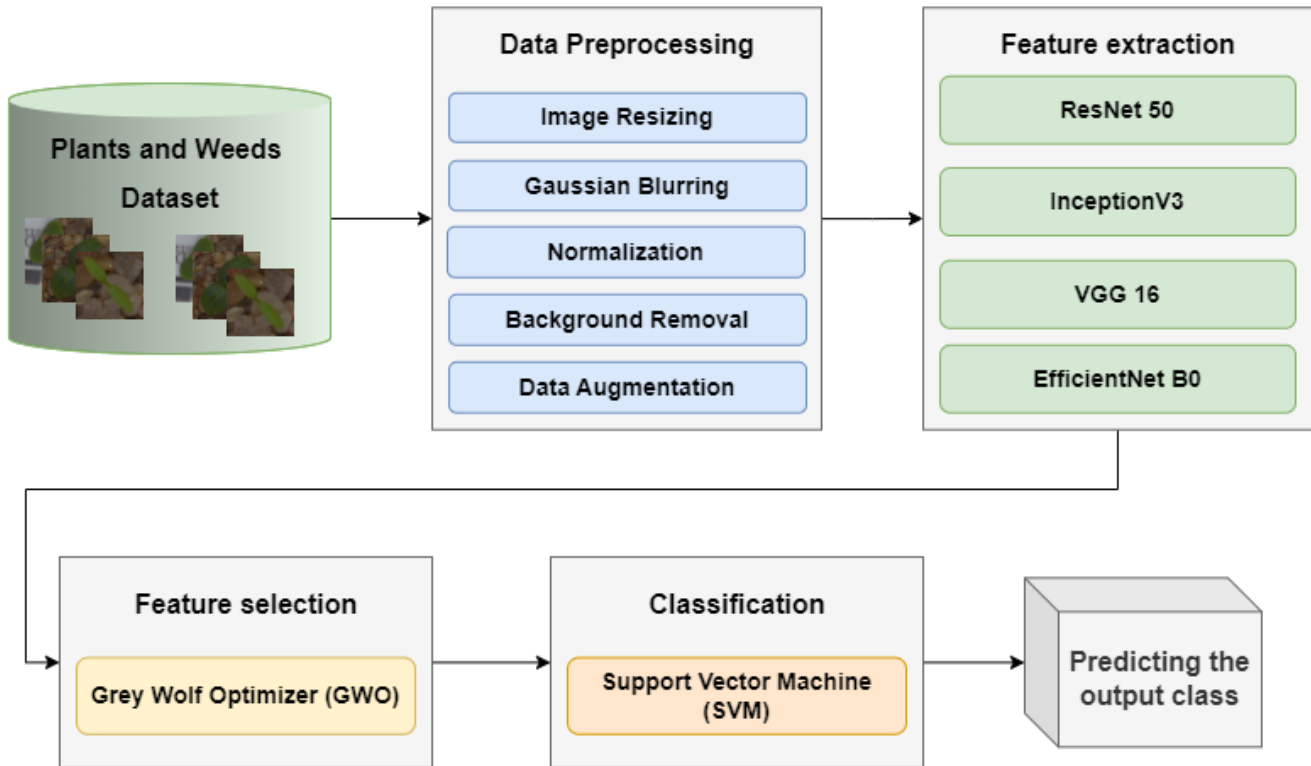 Plants and Weeds
Dataset
Data Preprocessing
Image Resizing
Gaussian Blurring
Normalization
Background Removal
Data Augmentation
Feature extraction
ResNet 50
InceptionV3
VGG 16
EfficientNet B0
Feature selection
Grey Wolf Optimizer (GWO)
Classification
Support Vector Machine
(SVM)
Predicting the
output class